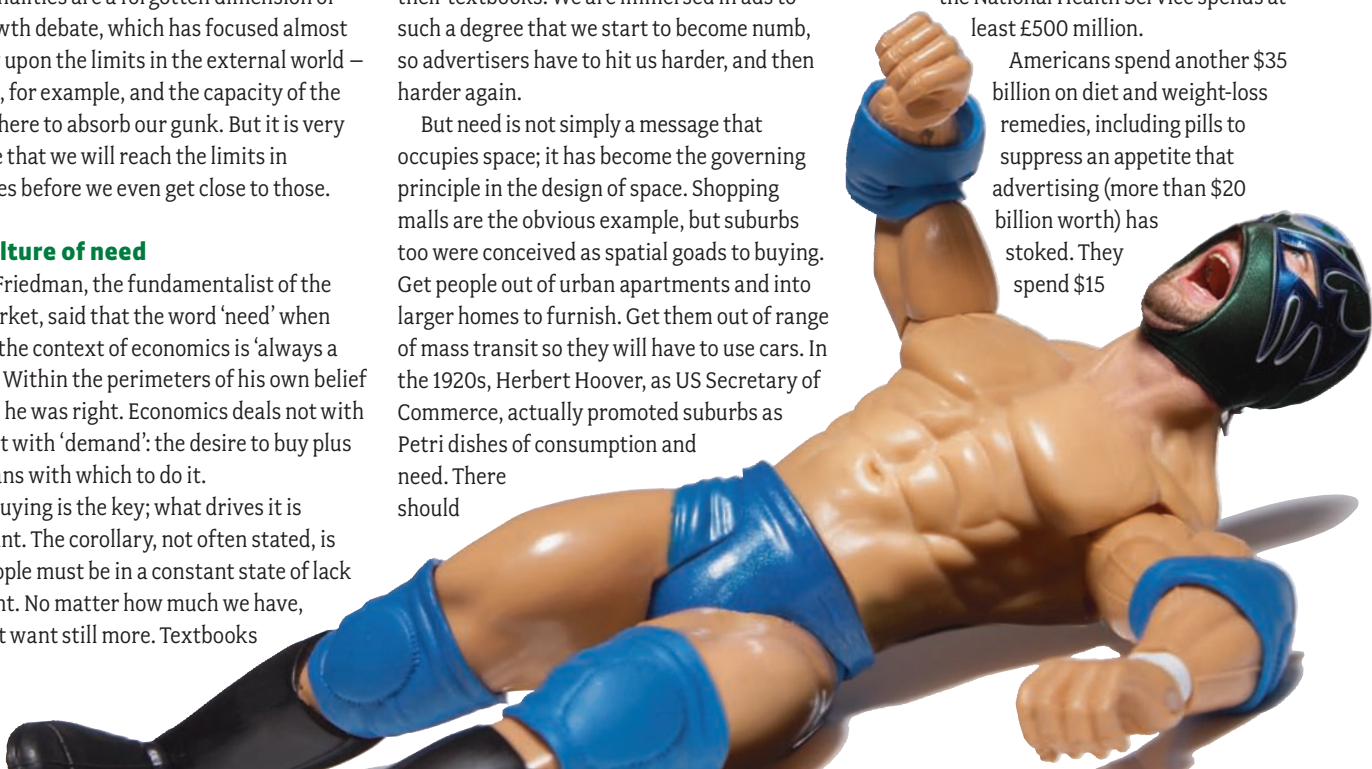 are a forgotten dimension of
debate, which has focused almost
upon the limits in the external world –
, for example, and the capacity of the
to absorb our gunk. But it is very
that we will reach the limits in
before we even get close to those.
of need
Friedman, the fundamentalist of the
, said that the word ‘need’ when
the context of economics is ‘always a
Within the perimeters of his own belief
he was right. Economics deals not with
with ‘demand’: the desire to buy plus
with which to do it.
is the key; what drives it is
The corollary, not often stated, is
must be in a constant state of lack
No matter how much we have,
want still more. Textbooks
their textbooks. We are immersed in ads to
such a degree that we start to become numb,
so advertisers have to hit us harder, and then
harder again.
But need is not simply a message that
occupies space; it has become the governing
principle in the design of space. Shopping
malls are the obvious example, but suburbs
too were conceived as spatial goads to buying.
Get people out of urban apartments and into
larger homes to furnish. Get them out of range
of mass transit so they will have to use cars. In
the 1920s, Herbert Hoover, as US Secretary of
Commerce, actually promoted suburbs as
Petri dishes of consumption and
need. There
should
the National Health Service spends at
least £500 million.
Americans spend another $35
billion on diet and weight-loss
remedies, including pills to
suppress an appetite that
advertising (more than $20
billion worth) has
stoked. They
spend $15